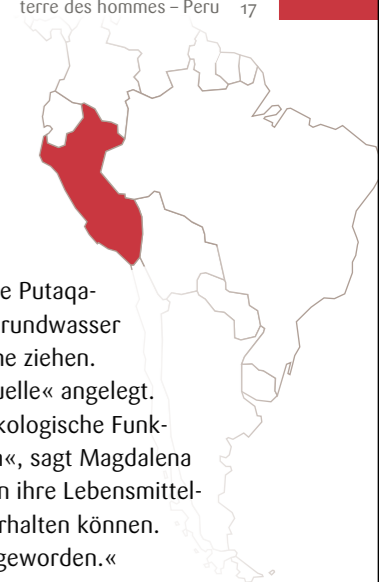 terre des hommes – Peru 17
e Putaqa-
rundwasser
ne ziehen.
uelle« angelegt.
kologische Funk-
n«, sagt Magdalena
n ihre Lebensmittel-
rhalten können.
geworden.«